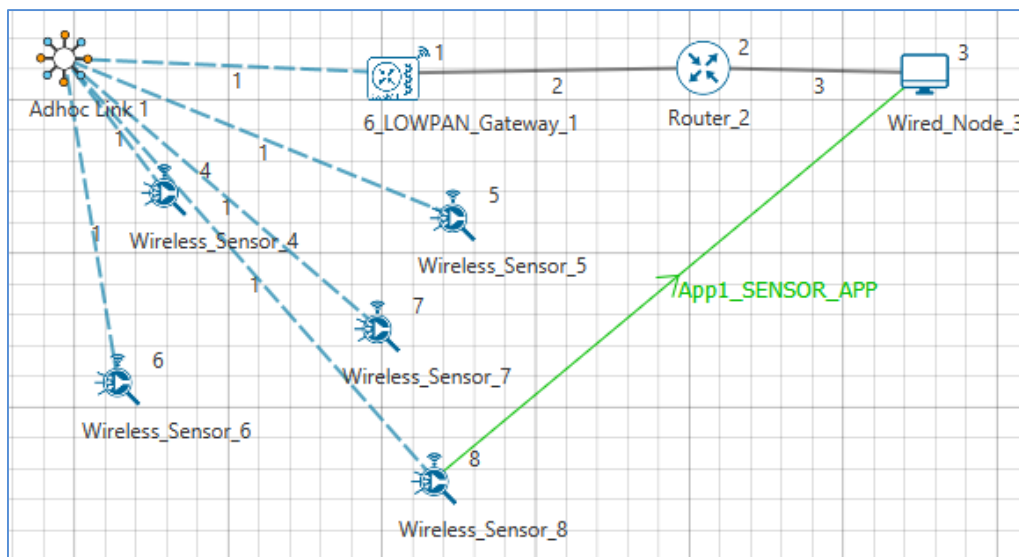 1
2
3
1
2
3
Adhoc Link 1
6_LOWPAN_Gateway_1
Router_2
Wired_Node_3
1
1
4
5
1
Wireless_Sensor_4
1
Wireless_Sensor_5
1
App1_SENSOR_APP
7
6
Wireless_Sensor_7
Wireless_Sensor_6
8
Wireless_Sensor_8